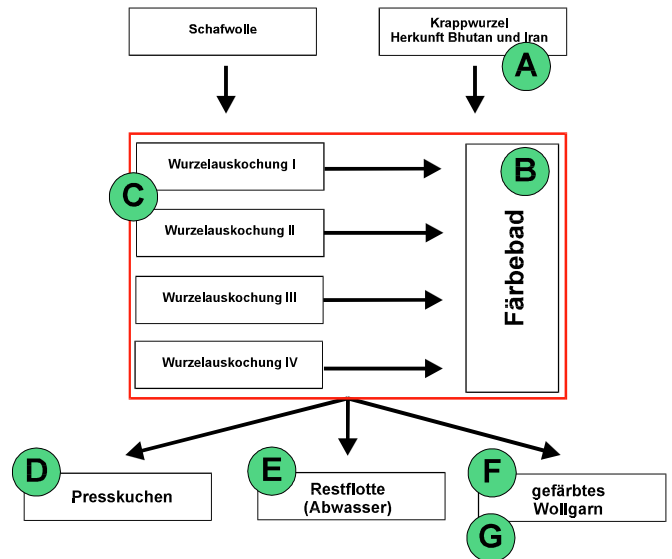 Schafwolle
Krappwurzel
Herkunft Bhutan und Iran
A
Wurzelauskochung I
B
C
Wurzelauskochung II
Färbebad
Wurzelauskochung III
Wurzelauskochung IV
D
Presskuchen
E
Restflotte
(Abwasser)
F
gefärbtes
Wollgarn
G